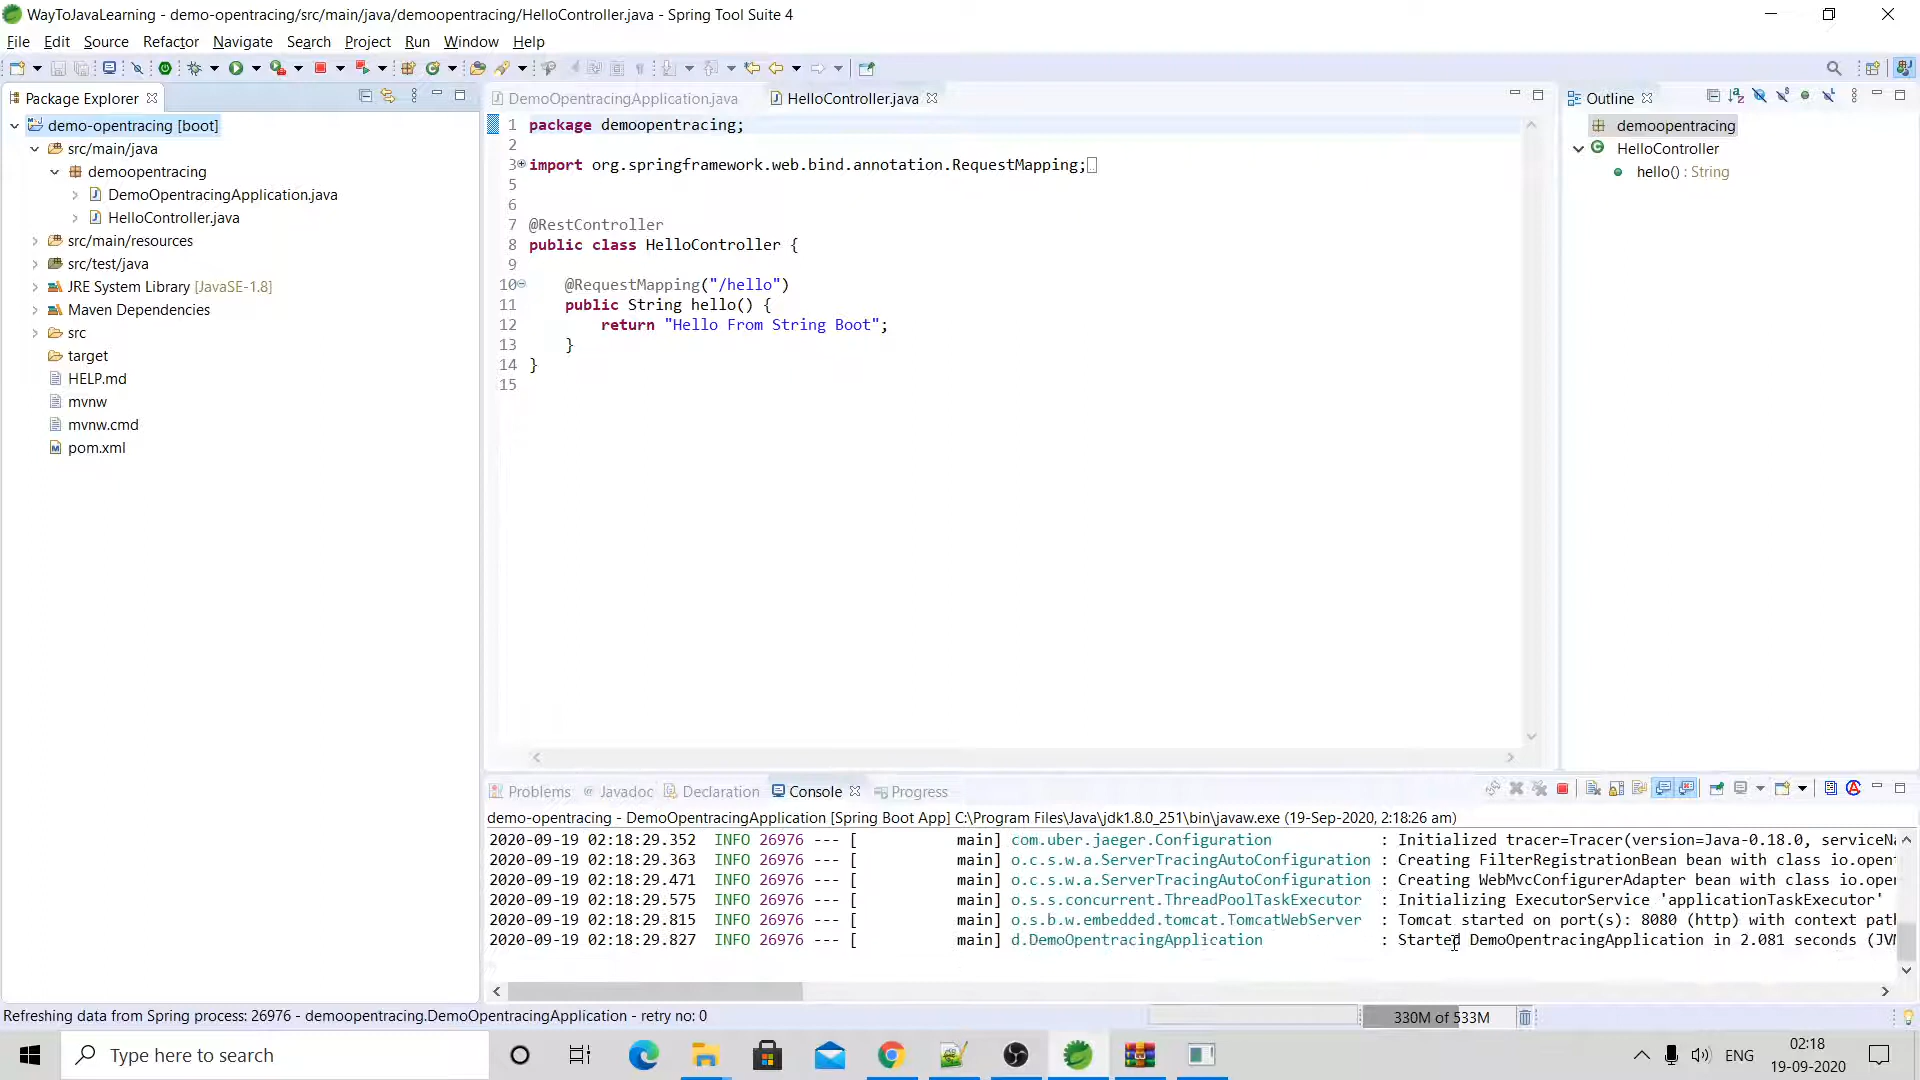 WayToJavaLearning - demo-opentracing/src/main/java/demoopentracing/HelloController.java - Spring Tool Suite 4
File Edit Source Refactor Navigate Search Project Run Window Help
Package Explorer
demo-opentracing [boot]
src/main/java
demoopentracing
DemoOpentracingApplication.java
HelloController.java
src/main/resources
src/test/java
JRE System Library [JavaSE-1.8]
Maven Dependencies
src
target
HELP.md
mvnw
mvnw.cmd
pom.xml
DemoOpentracingApplication.java HelloController.java
1 package demoopentracing;
2
3 import org.springframework.web.bind.annotation.RequestMapping;
5
6
7 @RestController
8 public class HelloController {
9
10 @RequestMapping("/hello")
11 public String hello() {
12 return "Hello From String Boot";
13 }
14 }
15
Outline
demoopentracing
HelloController
hello() : String
Problems @ Javadoc Declaration Console Progress
demo-opentracing - DemoOpentracingApplication [Spring Boot App] C:\Program Files\Java\jdk1.8.0_251\bin\javaw.exe (19-Sep-2020, 2:18:26 am)
2020-09-19 02:18:29.352 INFO 26976 --- [ main] com.uber.jaeger.Configuration : Initialized tracer=Tracer(version=Java-0.18.0, serviceNa
2020-09-19 02:18:29.363 INFO 26976 --- [ main] o.c.s.w.a.ServerTracingAutoConfiguration : Creating FilterRegistrationBean bean with class io.open
2020-09-19 02:18:29.471 INFO 26976 --- [ main] o.c.s.w.a.ServerTracingAutoConfiguration : Creating WebMvcConfigurerAdapter bean with class io.ope
2020-09-19 02:18:29.575 INFO 26976 --- [ main] o.s.s.concurrent.ThreadPoolTaskExecutor : Initializing ExecutorService 'applicationTaskExecutor'
2020-09-19 02:18:29.815 INFO 26976 --- [ main] o.s.b.w.embedded.tomcat.TomcatWebServer : Tomcat started on port(s): 8080 (http) with context pat
2020-09-19 02:18:29.827 INFO 26976 --- [ main] d.DemoOpentracingApplication : Started DemoOpentracingApplication in 2.081 seconds (JV
Refreshing data from Spring process: 26976 - demoopentracing.DemoOpentracingApplication - retry no: 0
330M of 533M
Type here to search
ENG
02:18
19-09-2020